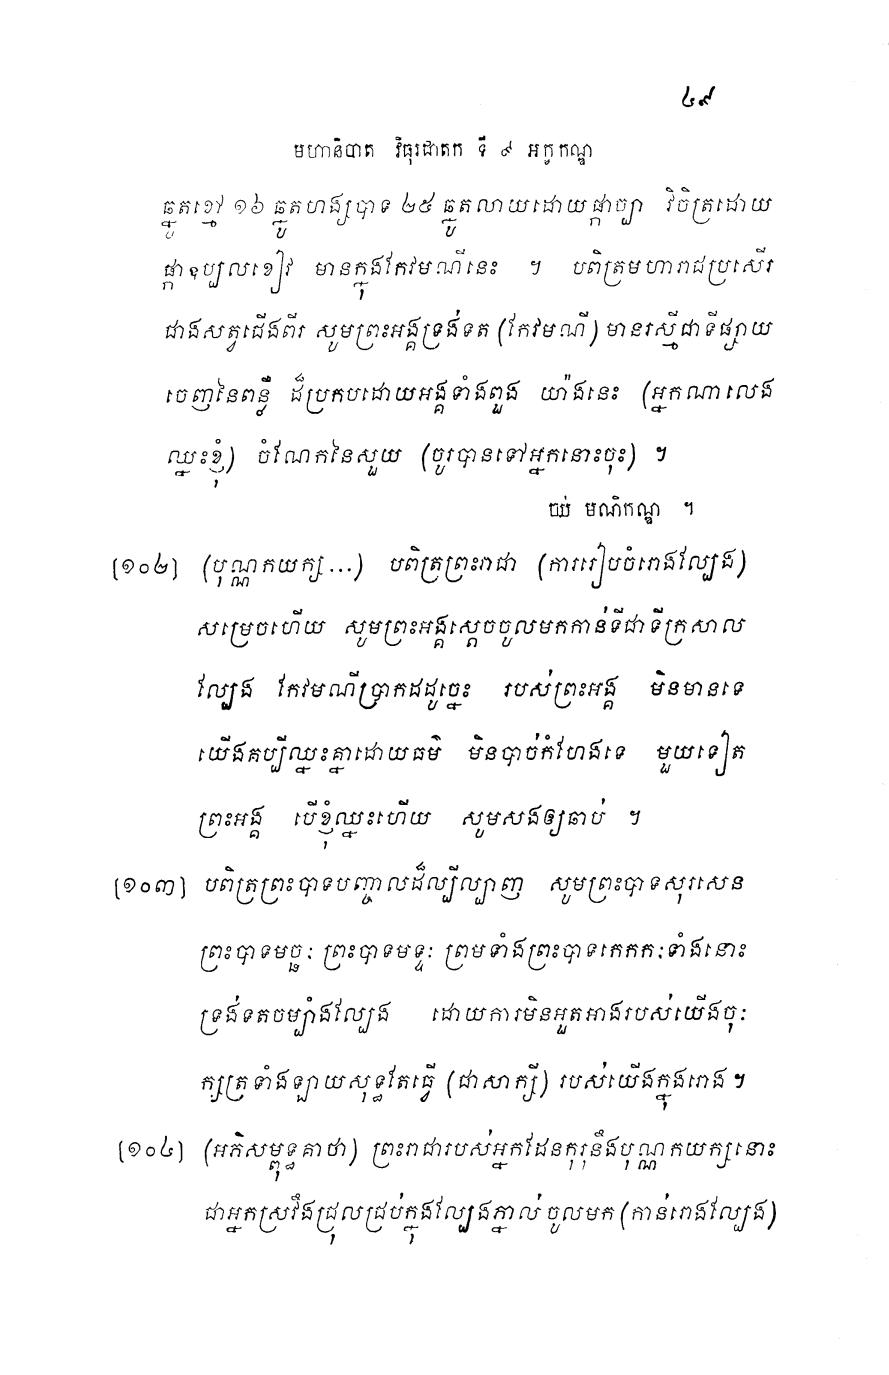 ៤៩
មហានិបាត វិធុរជាតក ទី ៩ អក្ខកណ្ឌ
ឆ្នូតខ្មៅ ១៦ ឆ្នូតហង្សបាទ ២៥ ឆ្នូតលាយដោយផ្កាច្បា វិចិត្រដោយ
ផ្កាឧប្បលខៀវ មានក្នុងកែវមណីនេះ ។ បពិត្រមហារាជប្រសើរ
ជាងសត្វជើងពីរ សូមព្រះអង្គទ្រង់ទត (កែវមណី) មានរស្មីជាទីផ្សាយ
ចេញនៃពន្លឺ ដ៏ប្រកបដោយអង្គទាំងពួង យ៉ាងនេះ (អ្នកណាលេង
ឈ្នះខ្ញុំ) ចំណែកនៃសួយ (ចូរបានទៅអ្នកនោះចុះ) ។
ចប់ មណិកណ្ឌ ។
[១០២] (បុណ្ណកយក្ស...) បពិត្រព្រះរាជា (ការរៀបចំរោងល្បែង)
សម្រេចហើយ សូមព្រះអង្គស្តេចចូលមកកាន់ទីជាទីក្រសាល
ល្បែង កែវមណីប្រាកដដូច្នេះ របស់ព្រះអង្គ មិនមានទេ
យើងគប្បីឈ្នះគ្នាដោយធម៌ មិនបាច់កំហែងទេ មួយទៀត
ព្រះអង្គ បើខ្ញុំឈ្នះហើយ សូមសងឲ្យឆាប់ ។
[១០៣] បពិត្រព្រះបាទបញ្ចាលដ៏ល្បីល្បាញ សូមព្រះបាទសុរសេន
ព្រះបាទមច្ឆៈ ព្រះបាទមទ្ទៈ ព្រមទាំងព្រះបាទកេកកៈទាំងនោះ
ទ្រង់ទតចម្បាំងល្បែង ដោយការមិនអួតអាងរបស់យើងចុះ
ក្សត្រទាំងឡាយសុទ្ធតែធ្វើ (ជាសាក្សី) របស់យើងក្នុងរោង ។
[១០៤] (អភិសម្ពុទ្ធគាថា) ព្រះរាជារបស់អ្នកដែនកុរុនឹងបុណ្ណកយក្សនោះ
ជាអ្នកស្រវឹងជ្រុលជ្រប់ក្នុងល្បែងភ្នាល់ ចូលមក (កាន់រោងល្បែង)